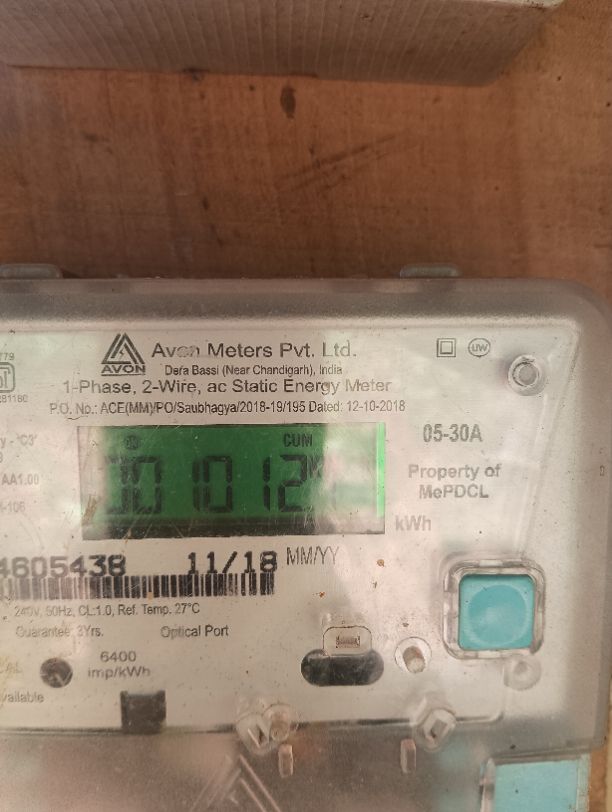 AVON
Avon Meters Pvt. Ltd.
Dera Bassi (Near Chandigarh), India
1-Phase, 2-Wire, ac Static Energy Meter
P.O. No.: ACE(MM)/PO/Saubhagya/2018-19/195 Dated: 12-10-2018
UW
CUM
05-30A
Property of
MePDCL
kWh
4605438 11/18 MM/YY
240V, 50Hz, CL:1.0, Ref. Temp. 27°C
Guarantee: 3Yrs. Optical Port
6400
imp/kWh